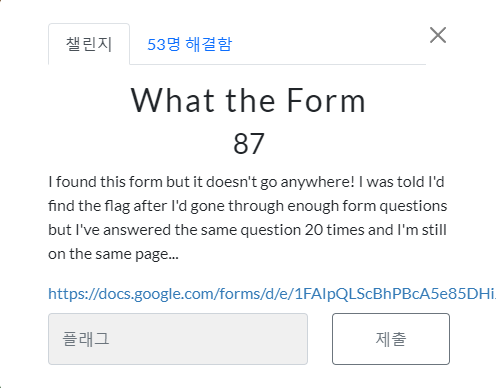 챌린지
53명 해결함
What the Form
87
I found this form but it doesn't go anywhere! I was told I'd
find the flag after I'd gone through enough form questions
but I've answered the same question 20 times and I'm still
on the same page...
https://docs.google.com/forms/d/e/1FAIpQLScBhPBcA5e85DHi
플래그
제출